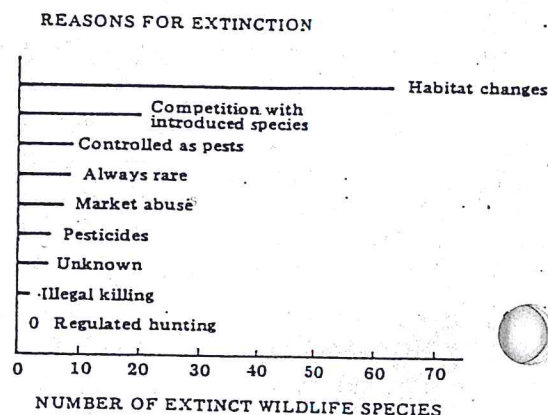 REASONS FOR EXTINCTION
Habitat changes
Competition with
introduced species
Controlled as pests
Always rare
Market abuse
Pesticides
Unknown
Illegal killing
0 Regulated hunting
0 10 20 30 40 50 60 70
NUMBER OF EXTINCT WILDLIFE SPECIES